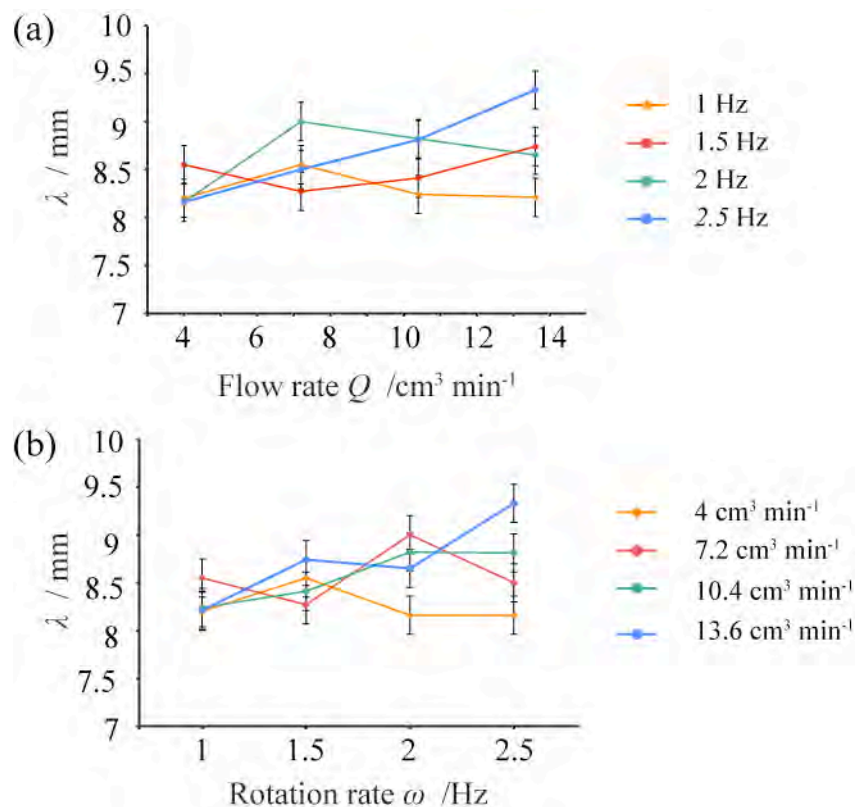 (a)
10
9.5
9
8.5
8
7.5
7
λ / mm
4 6 8 10 12 14
Flow rate Q /cm³ min⁻¹
1 Hz
1.5 Hz
2 Hz
2.5 Hz
(b)
10
9.5
9
8.5
8
7.5
7
λ / mm
1 1.5 2 2.5
Rotation rate ω /Hz
4 cm³ min⁻¹
7.2 cm³ min⁻¹
10.4 cm³ min⁻¹
13.6 cm³ min⁻¹